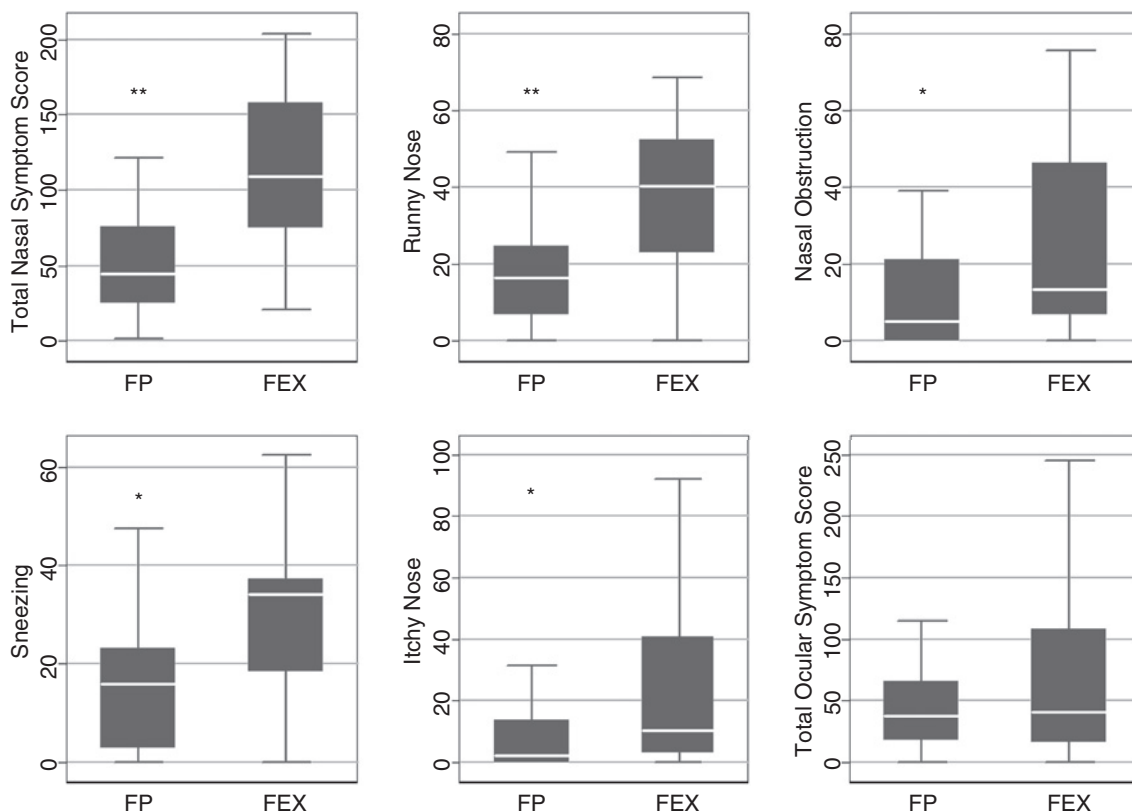 Total Nasal Symptom Score
200
150
100
50
0
**
FP
FEX
Runny Nose
80
60
40
20
0
**
FP
FEX
Nasal Obstruction
80
60
40
20
0
*
FP
FEX
Sneezing
60
40
20
0
*
FP
FEX
Itchy Nose
100
80
60
40
20
0
*
FP
FEX
Total Ocular Symptom Score
250
200
150
100
50
0
FP
FEX